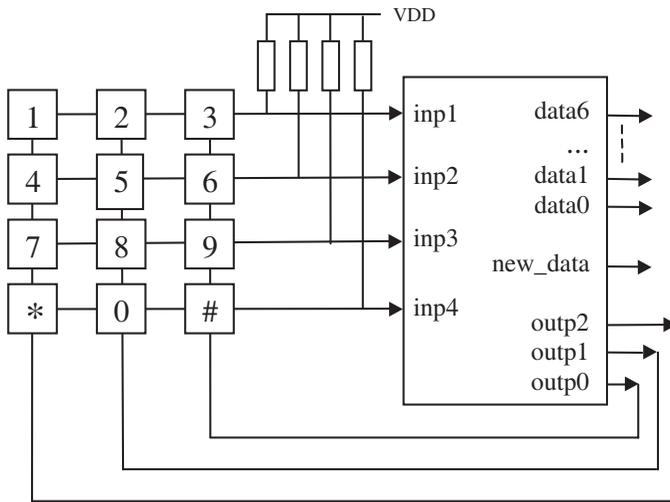 VDD
1 2 3 inp1 data6
...
4 5 6 inp2 data1
data0
7 8 9 inp3
new_data
* 0 # inp4
outp2
outp1
outp0